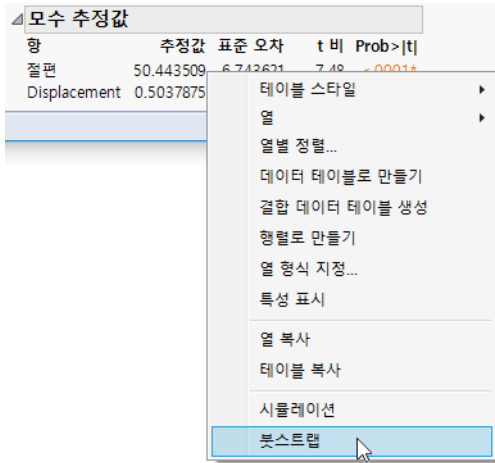 모수 추정값
항 추정값 표준 오차 t 비 Prob>|t|
절편 50.443509 6.743621 7.48 <.0001*
Displacement 0.5037875
테이블 스타일
열
열별 정렬...
데이터 테이블로 만들기
결합 데이터 테이블 생성
행렬로 만들기
열 형식 지정...
특성 표시
열 복사
테이블 복사
시뮬레이션
붓스트랩